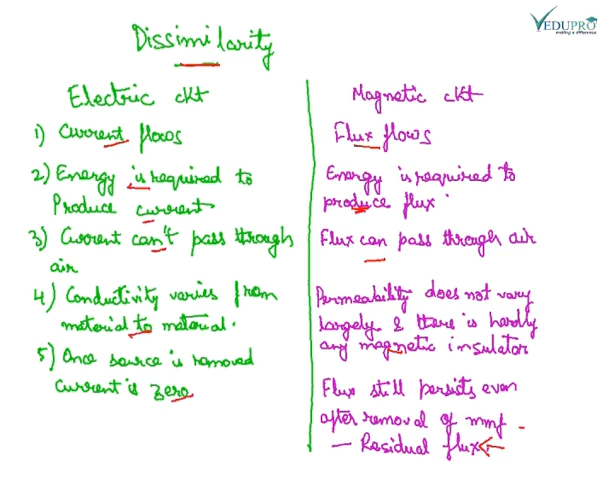 VEDUPRO
making a difference
Dissimilarity
Electric ckt
1) Current flows
2) Energy is required to
Produce current
3) Current can't pass through
air
4) Conductivity varies from
material to material.
5) Once source is removed
Current is zero
Magnetic ckt
Flux flows
Energy is required to
produce flux.
Flux can pass through air
Permeability does not vary
largely & there is hardly
any magnetic insulator
Flux still persists even
after removal of mmf
— Residual flux